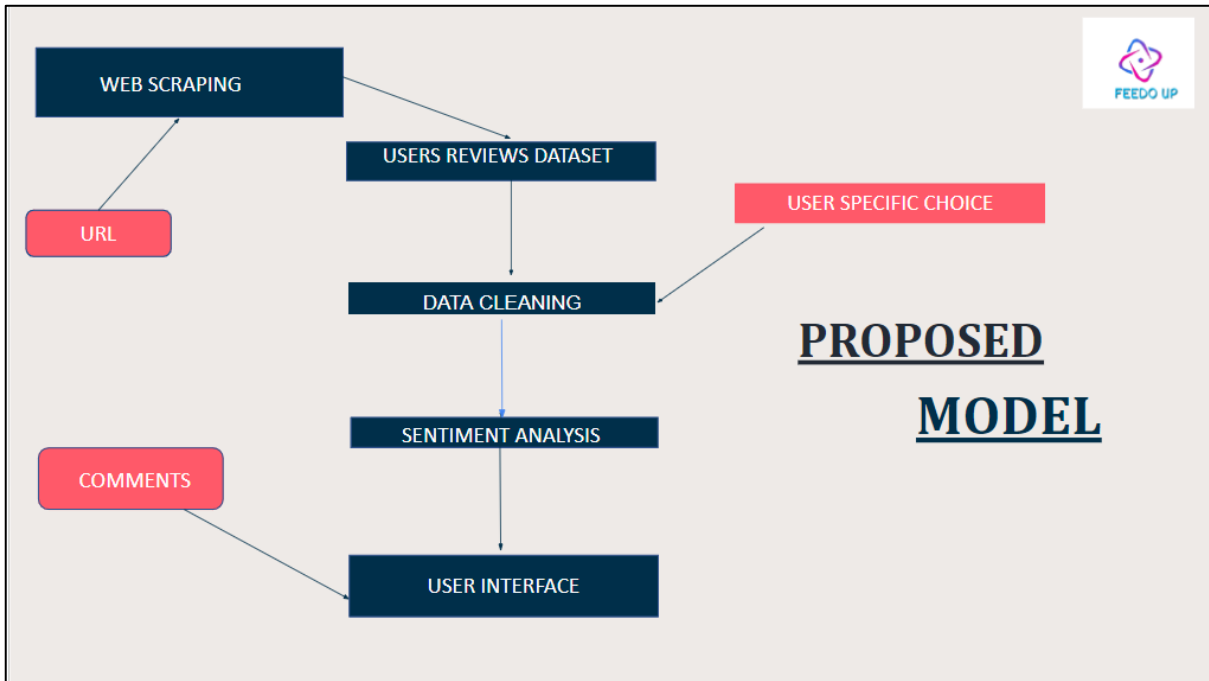 WEB SCRAPING
FEEDO UP
USERS REVIEWS DATASET
USER SPECIFIC CHOICE
URL
DATA CLEANING
PROPOSED
MODEL
SENTIMENT ANALYSIS
COMMENTS
USER INTERFACE